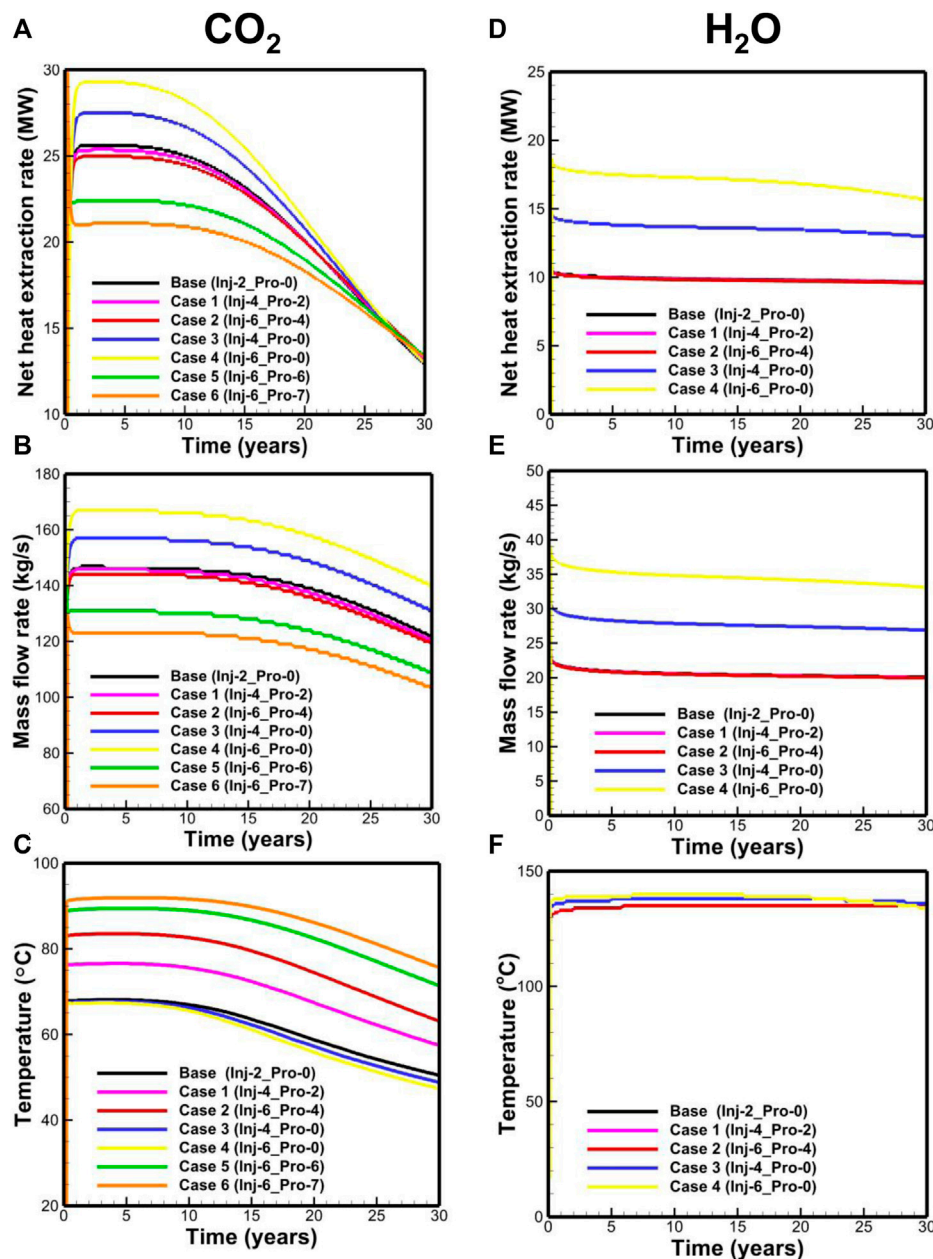 A
CO2
Net heat extraction rate (MW)
30
25
20
15
10
Base (Inj-2_Pro-0)
Case 1 (Inj-4_Pro-2)
Case 2 (Inj-6_Pro-4)
Case 3 (Inj-4_Pro-0)
Case 4 (Inj-6_Pro-0)
Case 5 (Inj-6_Pro-6)
Case 6 (Inj-6_Pro-7)
0 5 10 15 20 25 30
Time (years)
B
Mass flow rate (kg/s)
180
160
140
120
100
80
60
Base (Inj-2_Pro-0)
Case 1 (Inj-4_Pro-2)
Case 2 (Inj-6_Pro-4)
Case 3 (Inj-4_Pro-0)
Case 4 (Inj-6_Pro-0)
Case 5 (Inj-6_Pro-6)
Case 6 (Inj-6_Pro-7)
0 5 10 15 20 25 30
Time (years)
C
Temperature (°C)
100
80
60
40
20
Base (Inj-2_Pro-0)
Case 1 (Inj-4_Pro-2)
Case 2 (Inj-6_Pro-4)
Case 3 (Inj-4_Pro-0)
Case 4 (Inj-6_Pro-0)
Case 5 (Inj-6_Pro-6)
Case 6 (Inj-6_Pro-7)
0 5 10 15 20 25 30
Time (years)
D
H2O
Net heat extraction rate (MW)
25
20
15
10
5
0
Base (Inj-2_Pro-0)
Case 1 (Inj-4_Pro-2)
Case 2 (Inj-6_Pro-4)
Case 3 (Inj-4_Pro-0)
Case 4 (Inj-6_Pro-0)
0 5 10 15 20 25 30
Time (years)
E
Mass flow rate (kg/s)
50
45
40
35
30
25
20
15
10
5
0
Base (Inj-2_Pro-0)
Case 1 (Inj-4_Pro-2)
Case 2 (Inj-6_Pro-4)
Case 3 (Inj-4_Pro-0)
Case 4 (Inj-6_Pro-0)
0 5 10 15 20 25 30
Time (years)
F
Temperature (°C)
150
100
50
0
Base (Inj-2_Pro-0)
Case 1 (Inj-4_Pro-2)
Case 2 (Inj-6_Pro-4)
Case 3 (Inj-4_Pro-0)
Case 4 (Inj-6_Pro-0)
0 5 10 15 20 25 30
Time (years)